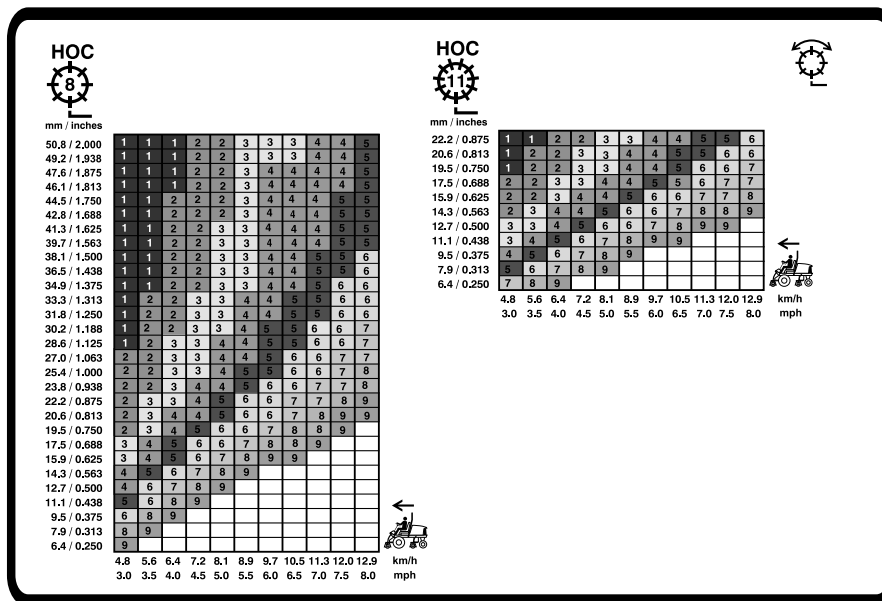 HOC
8
mm / inches
50.8 / 2.000 1 1 1 2 2 3 3 3 4 4 5
49.2 / 1.938 1 1 1 2 2 3 3 3 4 4 5
47.6 / 1.875 1 1 1 2 2 3 4 4 4 4 5
46.1 / 1.813 1 1 1 2 2 3 4 4 4 4 5
44.5 / 1.750 1 1 2 2 2 3 4 4 4 5 5
42.8 / 1.688 1 1 2 2 2 3 4 4 4 5 5
41.3 / 1.625 1 1 2 2 3 3 4 4 4 5 5
39.7 / 1.563 1 1 2 2 3 3 4 4 4 5 5
38.1 / 1.500 1 1 2 2 3 3 4 4 5 5 6
36.5 / 1.438 1 1 2 2 3 3 4 4 5 5 6
34.9 / 1.375 1 1 2 2 3 3 4 4 5 6 6
33.3 / 1.313 1 2 2 3 3 4 4 5 5 6 6
31.8 / 1.250 1 2 2 3 3 4 4 5 5 6 6
30.2 / 1.188 1 2 2 3 3 4 5 5 6 6 7
28.6 / 1.125 1 2 3 3 4 4 5 5 6 6 7
27.0 / 1.063 2 2 3 3 4 4 5 6 6 7 7
25.4 / 1.000 2 2 3 3 4 5 5 6 6 7 8
23.8 / 0.938 2 2 3 4 4 5 6 6 7 7 8
22.2 / 0.875 2 3 3 4 5 6 6 7 7 8 9
20.6 / 0.813 2 3 4 4 5 6 6 7 8 9 9
19.5 / 0.750 2 3 4 5 6 6 7 8 8 9
17.5 / 0.688 3 4 5 6 6 7 8 8 9
15.9 / 0.625 3 4 5 6 7 8 9 9
14.3 / 0.563 4 5 6 7 8 9
12.7 / 0.500 4 6 7 8 9
11.1 / 0.438 5 6 8 9
9.5 / 0.375 6 8 9
7.9 / 0.313 8 9
6.4 / 0.250 9
4.8 5.6 6.4 7.2 8.1 8.9 9.7 10.5 11.3 12.0 12.9 km/h
3.0 3.5 4.0 4.5 5.0 5.5 6.0 6.5 7.0 7.5 8.0 mph
HOC
11
mm / inches
22.2 / 0.875 1 1 2 2 3 3 4 4 5 5 6
20.6 / 0.813 1 2 2 3 3 4 4 5 5 6 6
19.5 / 0.750 1 2 2 3 3 4 4 5 6 6 7
17.5 / 0.688 2 2 3 3 4 4 5 5 6 7 7
15.9 / 0.625 2 2 3 4 4 5 6 6 7 7 8
14.3 / 0.563 2 3 4 4 5 6 6 7 8 8 9
12.7 / 0.500 3 3 4 5 6 6 7 8 9 9
11.1 / 0.438 3 4 5 6 7 8 9 9
9.5 / 0.375 4 5 6 7 8 9
7.9 / 0.313 5 6 7 8 9
6.4 / 0.250 7 8 9
4.8 5.6 6.4 7.2 8.1 8.9 9.7 10.5 11.3 12.0 12.9 km/h
3.0 3.5 4.0 4.5 5.0 5.5 6.0 6.5 7.0 7.5 8.0 mph